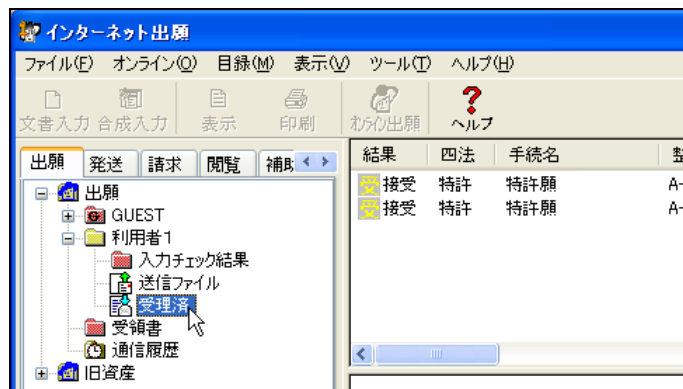 インターネット出願
ファイル(F) オンライン(O) 目録(M) 表示(V) ツール(T) ヘルプ(H)
文書入力 合成入力 表示 印刷 オンライン出願 ヘルプ
出願 発送 請求 閲覧 補助
結果 四法 手続名 整
受 接受 特許 特許願 A-
受 接受 特許 特許願 A-
出願
GUEST
利用者1
入力チェック結果
送信ファイル
受理済
受領書
通信履歴
旧資産